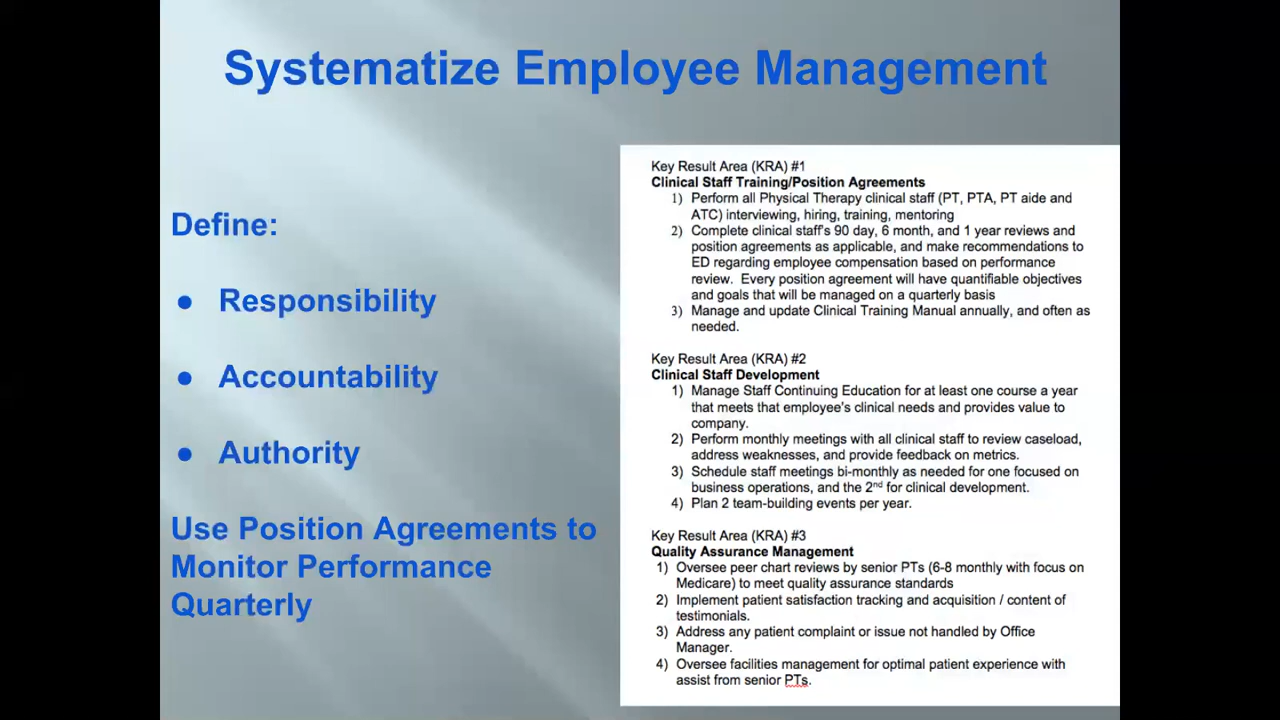 Systematize Employee Management
Define:
● Responsibility
● Accountability
● Authority
Use Position Agreements to
Monitor Performance
Quarterly
Key Result Area (KRA) #1
Clinical Staff Training/Position Agreements
1) Perform all Physical Therapy clinical staff (PT, PTA, PT aide and
ATC) interviewing, hiring, training, mentoring
2) Complete clinical staff's 90 day, 6 month, and 1 year reviews and
position agreements as applicable, and make recommendations to
ED regarding employee compensation based on performance
review.  Every position agreement will have quantifiable objectives
and goals that will be managed on a quarterly basis
3) Manage and update Clinical Training Manual annually, and often as
needed.
Key Result Area (KRA) #2
Clinical Staff Development
1) Manage Staff Continuing Education for at least one course a year
that meets that employee's clinical needs and provides value to
company.
2) Perform monthly meetings with all clinical staff to review caseload,
address weaknesses, and provide feedback on metrics.
3) Schedule staff meetings bi-monthly as needed for one focused on
business operations, and the 2nd for clinical development.
4) Plan 2 team-building events per year.
Key Result Area (KRA) #3
Quality Assurance Management
1) Oversee peer chart reviews by senior PTs (6-8 monthly with focus on
Medicare) to meet quality assurance standards
2) Implement patient satisfaction tracking and acquisition / content of
testimonials.
3) Address any patient complaint or issue not handled by Office
Manager.
4) Oversee facilities management for optimal patient experience with
assist from senior PTs.